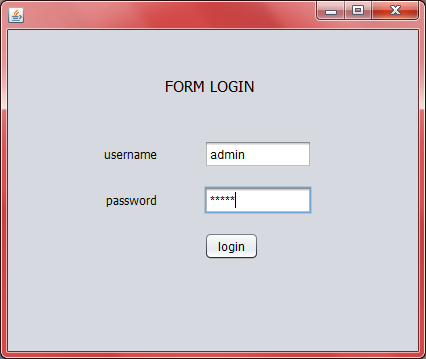 FORM LOGIN
username admin
password *****
login